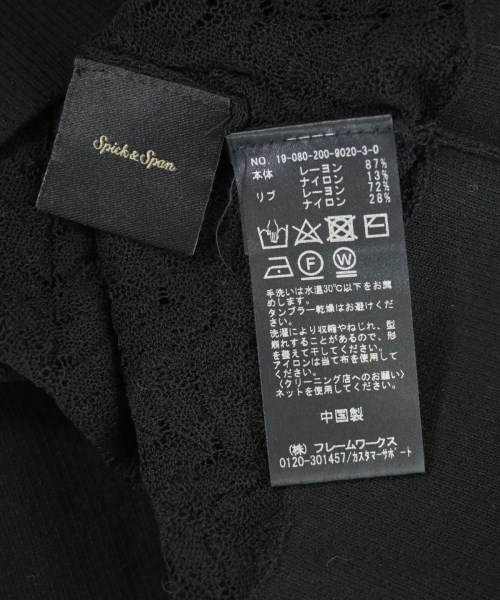 Spick & Span
NO. 19-080-200-9020-3-0
本体 レーヨン 87%
ナイロン 13%
リブ レーヨン 72%
ナイロン 28%
F
W
手洗いは水温30℃以下をお薦
めします。
タンブラー乾燥はお避けくだ
さい。
洗濯により収縮やねじれ、型
崩れすることがあるので、形
を整えて干してください。
アイロンは当て布を使用して
ください。
〈クリーニング店へのお願い〉
ネットを使用してください。
中国製
(株) フレームワークス
0120-301457/カスタマーサポート